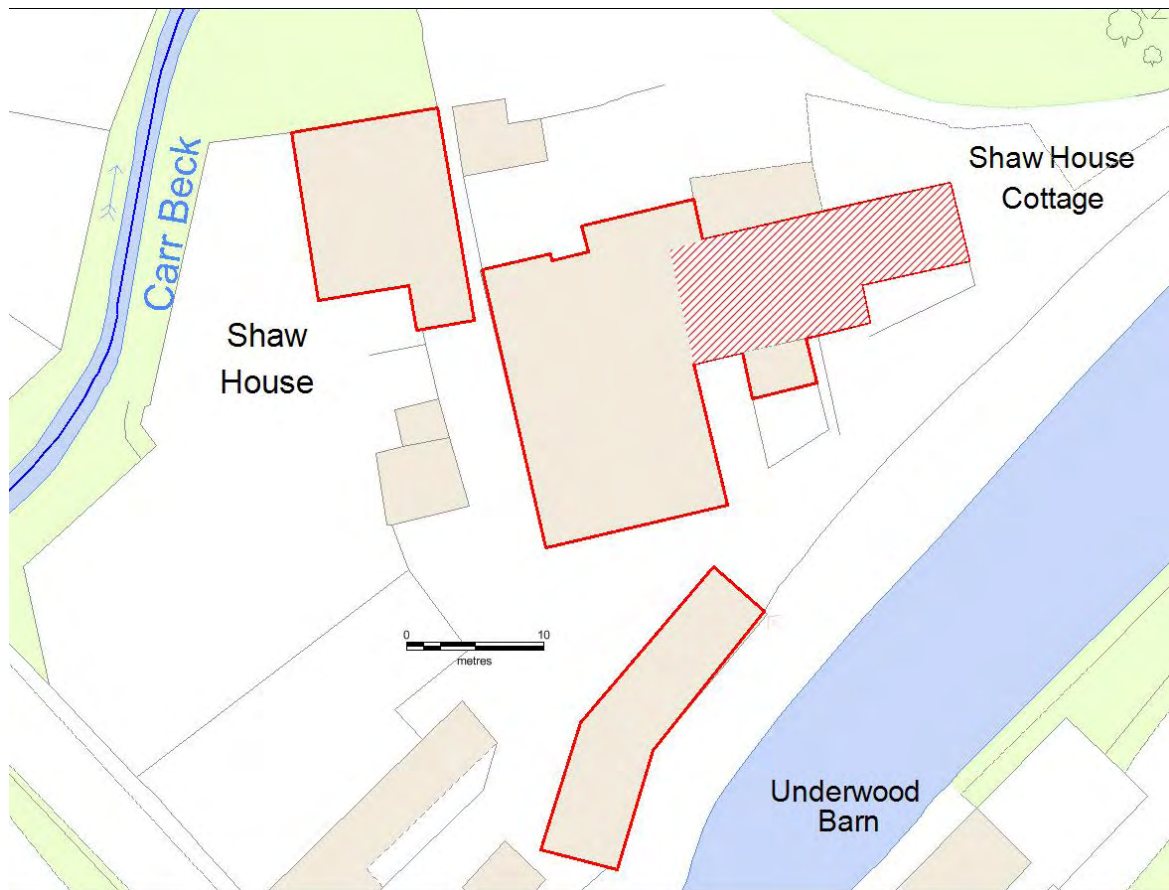 Carr Beck
Shaw House
Cottage
Shaw
House
0 10
metres
Underwood
Barn